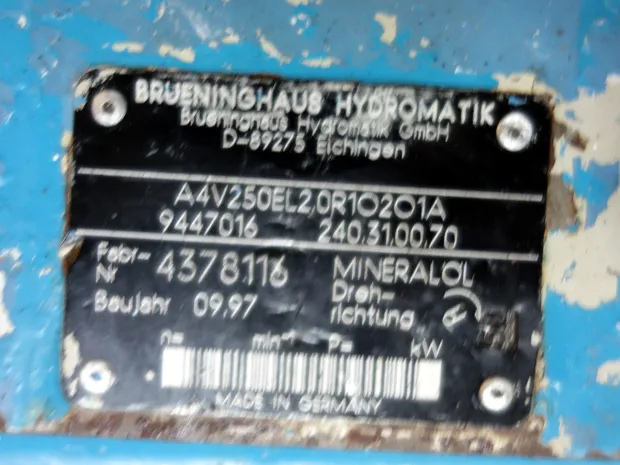 BRUENINGHAUS HYDROMATIK
Brueninghaus Hydromatik GmbH
D-89275 Elchingen
A4V250EL2,0R1O2O1A
9447016 240.31.00.70
Fabr-Nr 4378116 MINERALÖL
Baujahr 09.97 Dreh-richtung R
n= min⁻¹ P= kW
MADE IN GERMANY